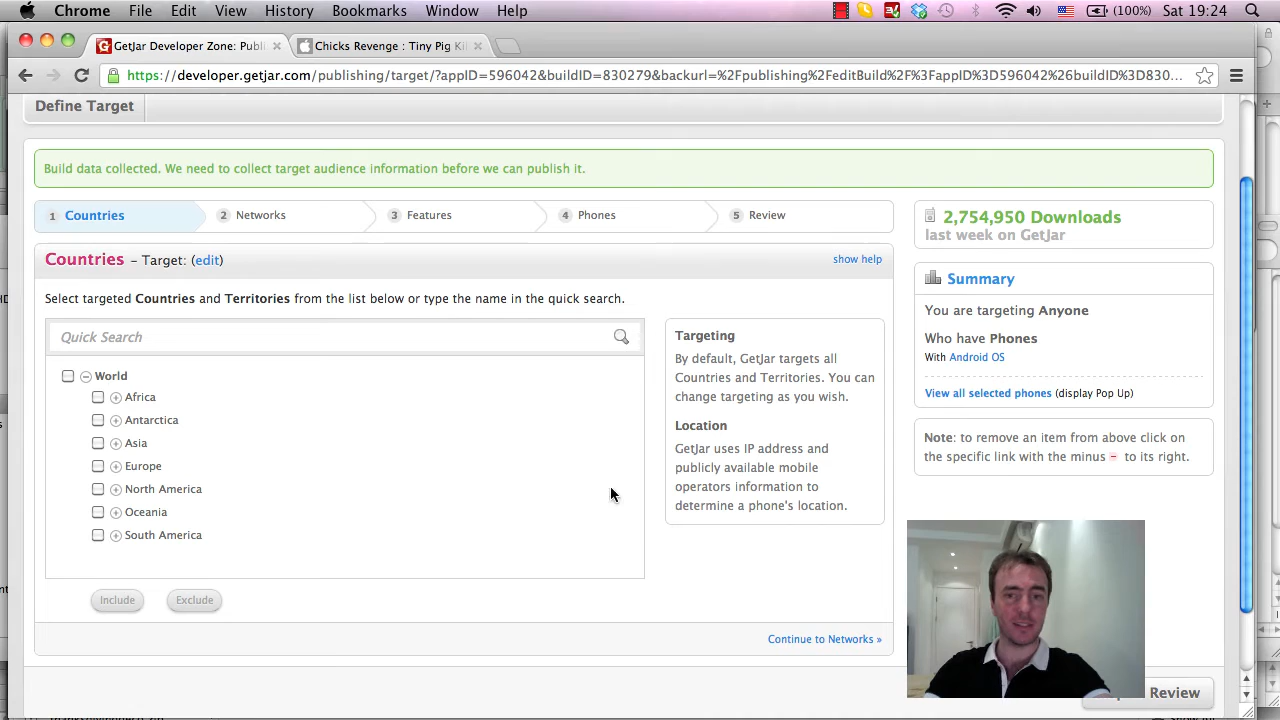 Chrome File Edit View History Bookmarks Window Help (100%) Sat 19:24
GetJar Developer Zone: Publi Chicks Revenge : Tiny Pig Kil
https://developer.getjar.com/publishing/target/?appID=596042&buildID=830279&backurl=%2Fpublishing%2FeditBuild%2F%3FappID%3D596042%26buildID%3D830...
Define Target
Build data collected. We need to collect target audience information before we can publish it.
1 Countries 2 Networks 3 Features 4 Phones 5 Review
2,754,950 Downloads
last week on GetJar
Countries – Target: (edit) show help
Select targeted Countries and Territories from the list below or type the name in the quick search.
Quick Search
World
Africa
Antarctica
Asia
Europe
North America
Oceania
South America
Include Exclude
Targeting
By default, GetJar targets all
Countries and Territories. You can
change targeting as you wish.
Location
GetJar uses IP address and
publicly available mobile
operators information to
determine a phone's location.
Continue to Networks »
Summary
You are targeting Anyone
Who have Phones
With Android OS
View all selected phones (display Pop Up)
Note: to remove an item from above click on
the specific link with the minus – to its right.
Review